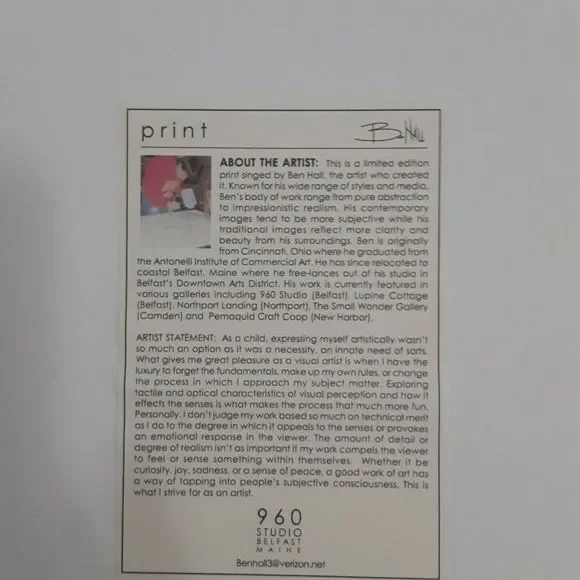 print
Ben Hall
ABOUT THE ARTIST: This is a limited edition
print singed by Ben Hall, the artist who created
it. Known for his wide range of styles and media,
Ben's body of work range from pure abstraction
to impressionistic realism. His contemporary
images tend to be more subjective while his
traditional images reflect more clarity and
beauty from his surroundings. Ben is originally
from Cincinnati, Ohio where he graduated from
the Antonelli Institute of Commercial Art. He has since relocated to
coastal Belfast, Maine where he free-lances out of his studio in
Belfast's Downtown Arts District. His work is currently featured in
various galleries including 960 Studio (Belfast), Lupine Cottage
(Belfast), Northport Landing (Northport), The Small Wonder Gallery
(Camden) and Pemaquid Craft Coop (New Harbor).
ARTIST STATEMENT: As a child, expressing myself artistically wasn't
so much an option as it was a necessity, an innate need of sorts.
What gives me great pleasure as a visual artist is when I have the
luxury to forget the fundamentals, make up my own rules, or change
the process in which I approach my subject matter. Exploring
tactile and optical characteristics of visual perception and how it
effects the senses is what makes the process that much more fun.
Personally, I don't judge my work based so much on technical merit
as I do to the degree in which it appeals to the senses or provokes
an emotional response in the viewer. The amount of detail or
degree of realism isn't as important if my work compels the viewer
to feel or sense something within themselves. Whether it be
curiosity, joy, sadness, or a sense of peace, a good work of art has
a way of tapping into people's subjective consciousness. This is
what I strive for as an artist.
960
STUDIO
BELFAST
MAINE
Benhall3@verizon.net